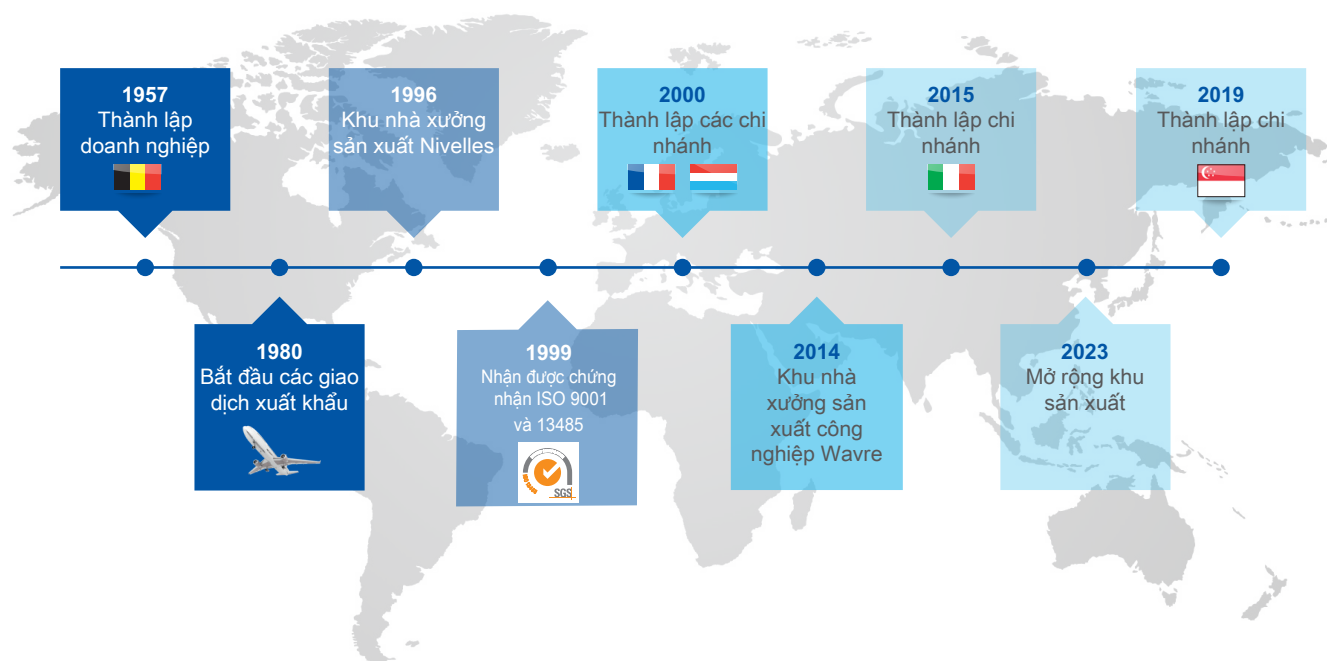 1957
Thành lập
doanh nghiệp
1996
Khu nhà xưởng
sản xuất Nivelles
2000
Thành lập các chi
nhánh
2015
Thành lập chi
nhánh
2019
Thành lập chi
nhánh
1980
Bắt đầu các giao
dịch xuất khẩu
1999
Nhận được chứng
nhận ISO 9001
và 13485
SGS
2014
Khu nhà
xưởng sản
xuất công
nghiệp Wavre
2023
Mở rộng khu
sản xuất